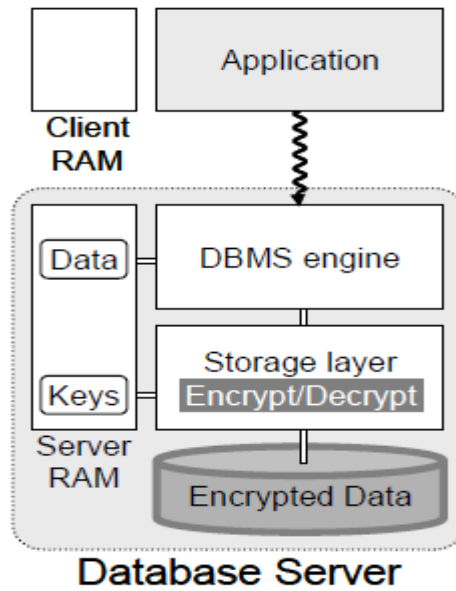 Application
Client
RAM
Data
DBMS engine
Storage layer
Keys
Encrypt/Decrypt
Server
RAM
Encrypted Data
Database Server